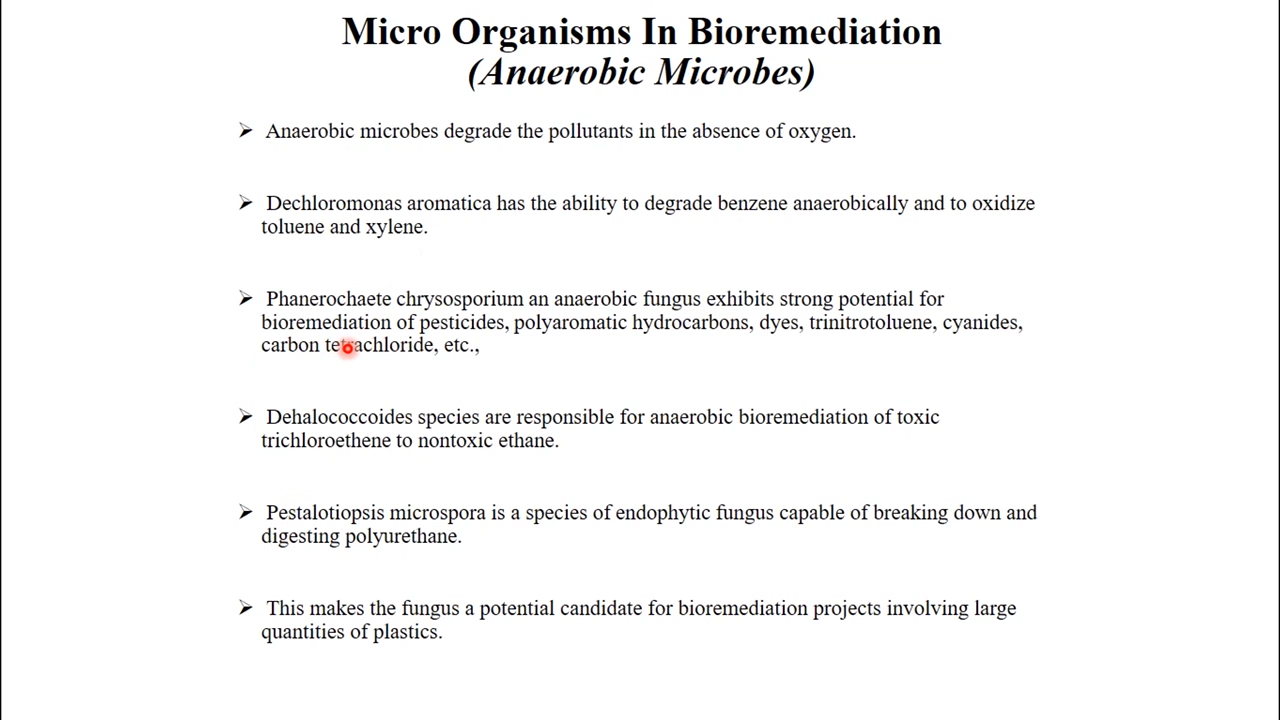 Micro Organisms In Bioremediation
(Anaerobic Microbes)
➢ Anaerobic microbes degrade the pollutants in the absence of oxygen.
➢ Dechloromonas aromatica has the ability to degrade benzene anaerobically and to oxidize
toluene and xylene.
➢ Phanerochaete chrysosporium an anaerobic fungus exhibits strong potential for
bioremediation of pesticides, polyaromatic hydrocarbons, dyes, trinitrotoluene, cyanides,
carbon tetrachloride, etc.,
➢ Dehalococcoides species are responsible for anaerobic bioremediation of toxic
trichloroethene to nontoxic ethane.
➢ Pestalotiopsis microspora is a species of endophytic fungus capable of breaking down and
digesting polyurethane.
➢ This makes the fungus a potential candidate for bioremediation projects involving large
quantities of plastics.